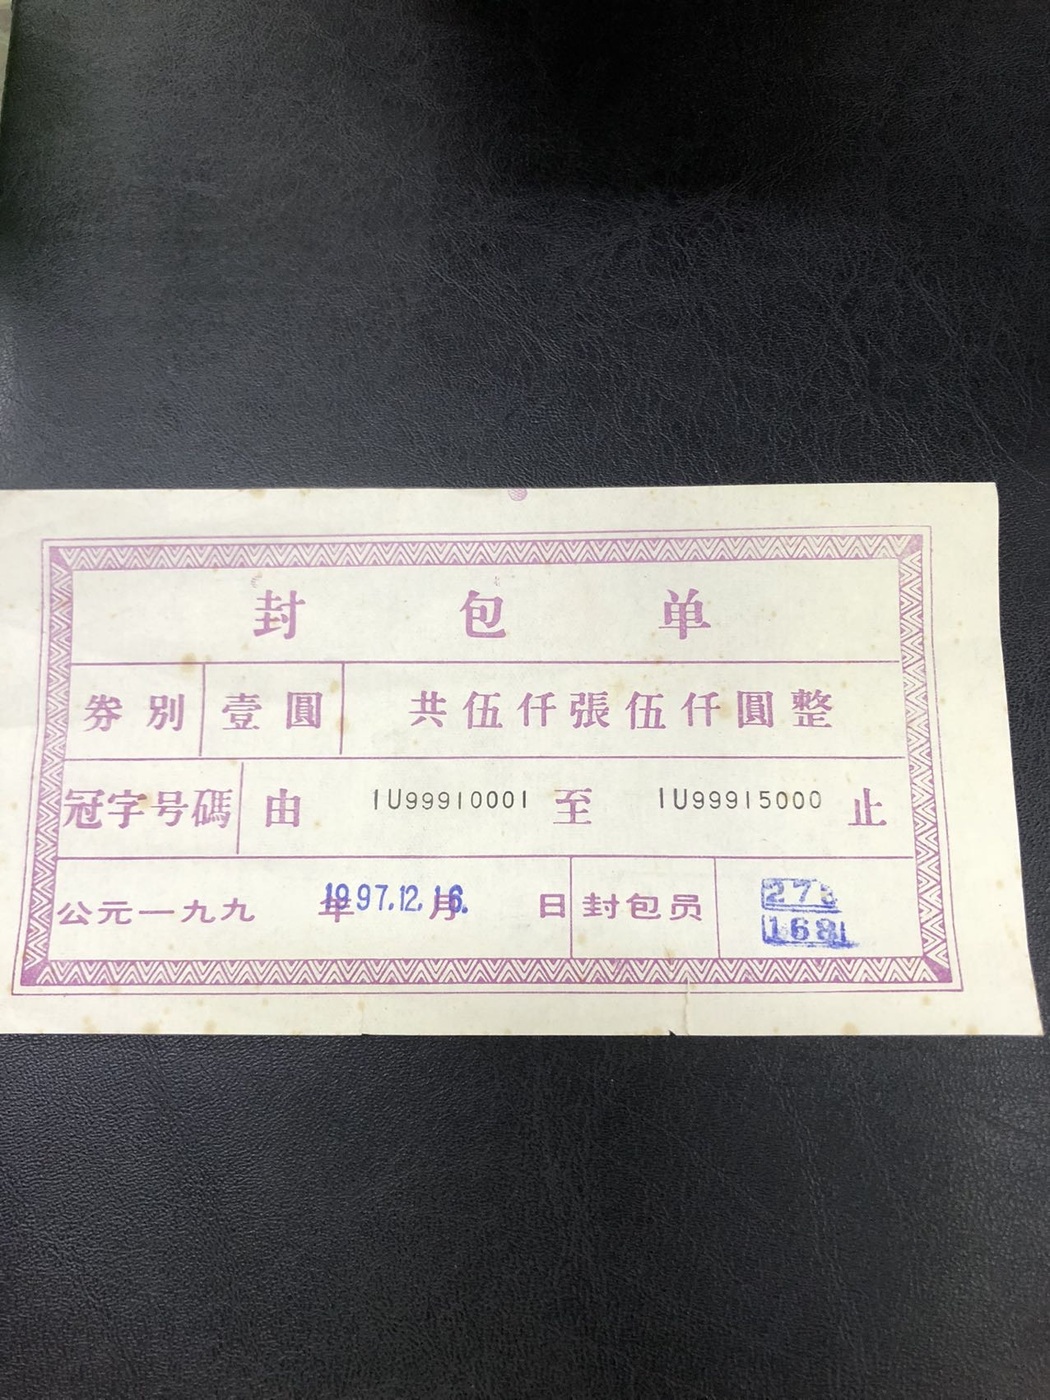 封包单
券別 壹圓 共伍仟張伍仟圓整
冠字号碼 由 1U99910001 至 1U99915000 止
公元一九九 年 月 日 1997.12.16. 封包员
168